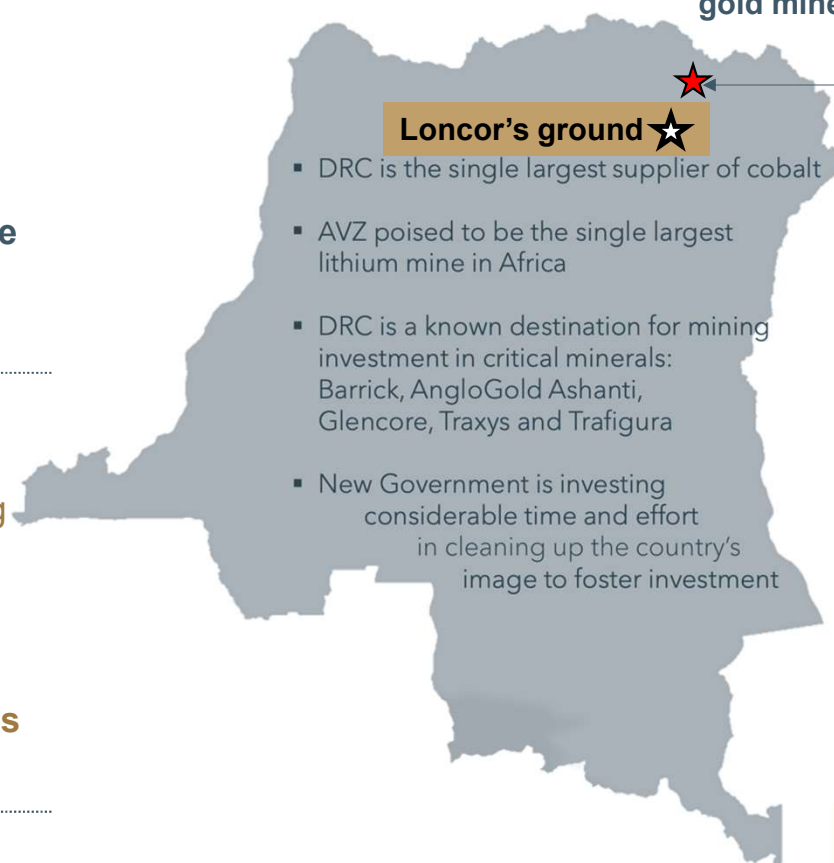 gold mine
Loncor's ground
▪ DRC is the single largest supplier of cobalt
▪ AVZ poised to be the single largest
lithium mine in Africa
▪ DRC is a known destination for mining
investment in critical minerals:
Barrick, AngloGold Ashanti,
Glencore, Traxys and Trafigura
▪ New Government is investing
considerable time and effort
in cleaning up the country's
image to foster investment